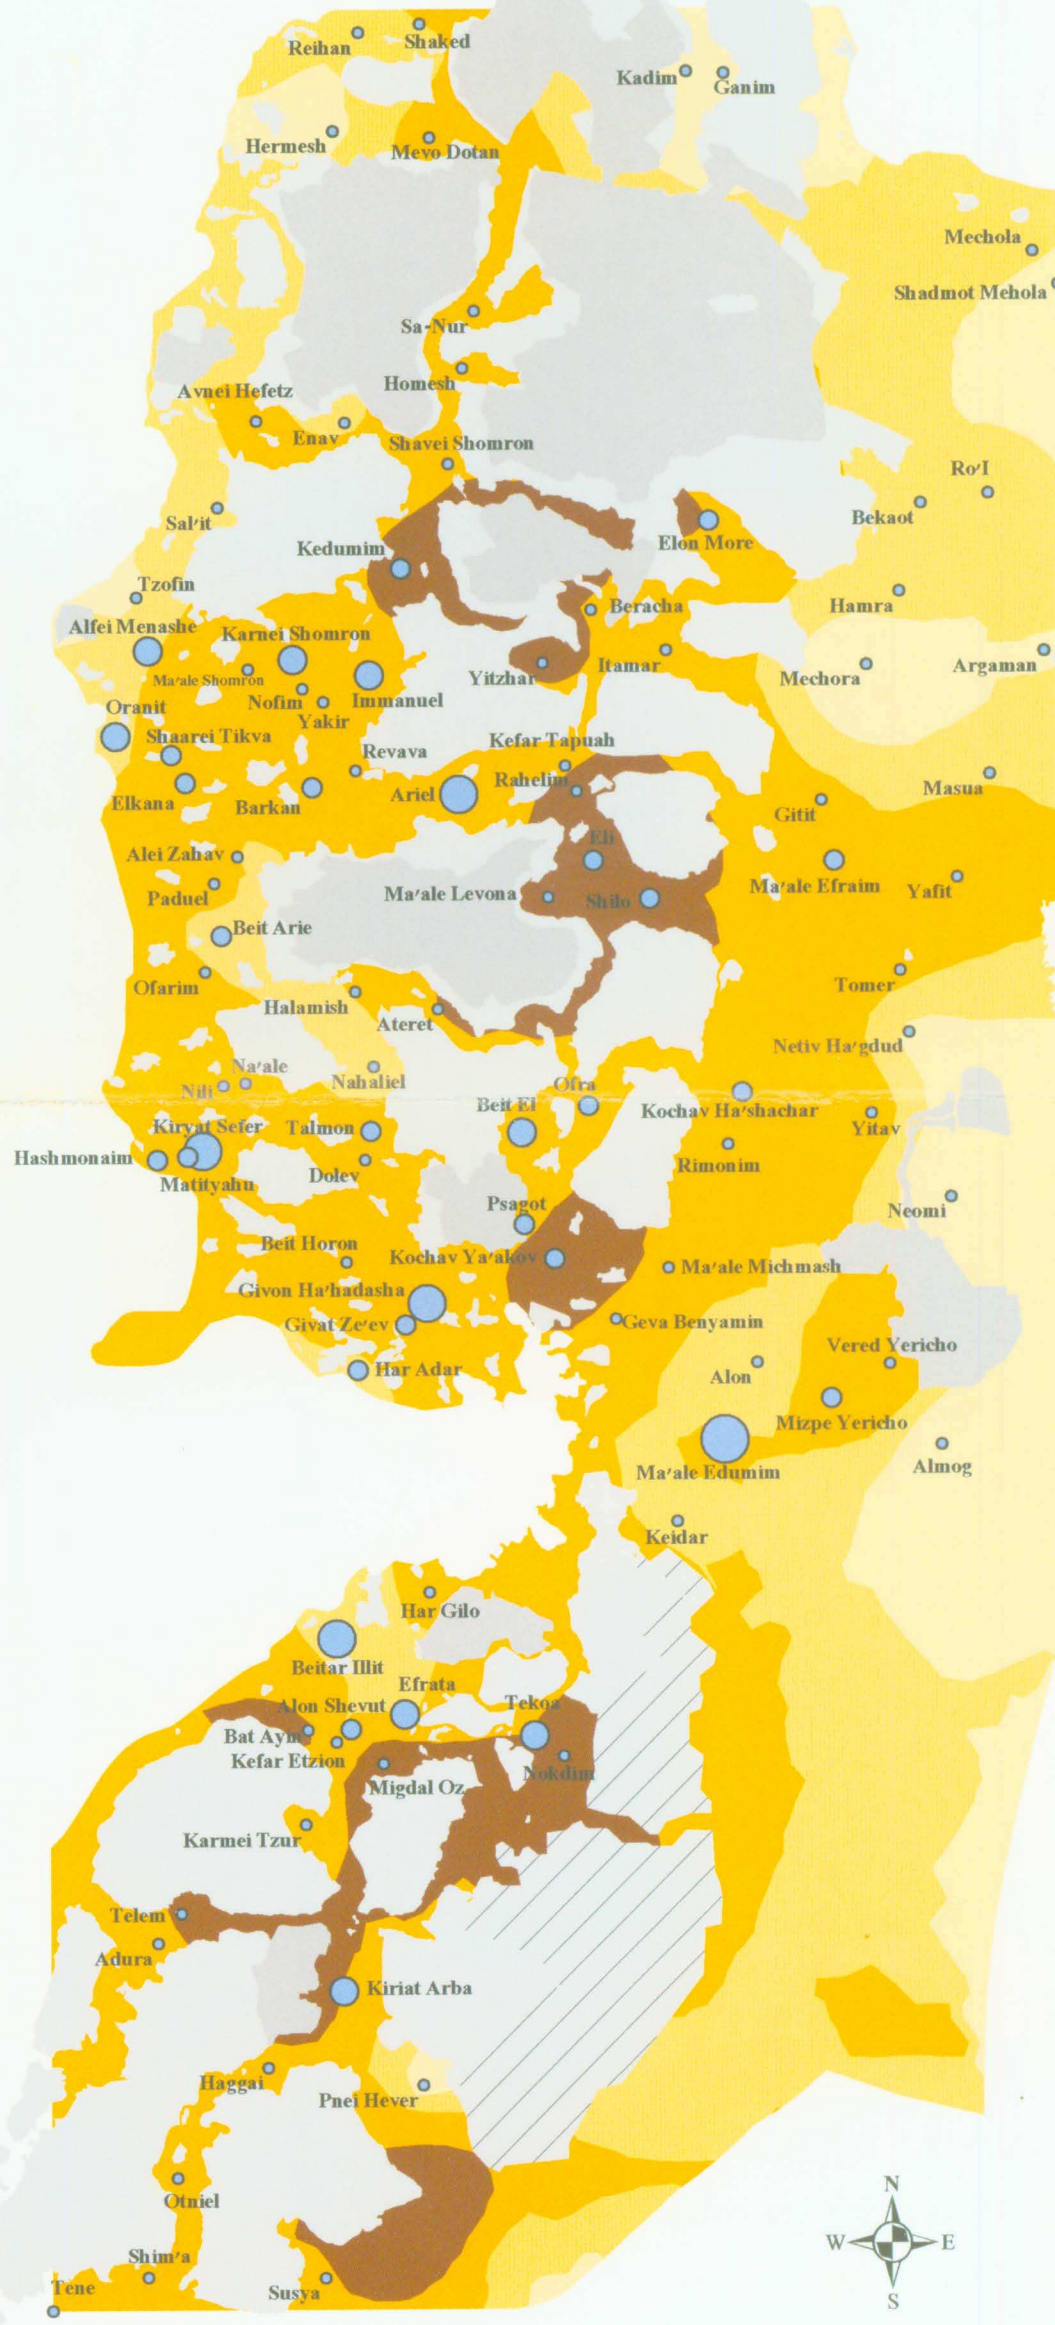 Shaked
Reihan
Kadim
Ganim
Hermesh
Mevo Dotan
Mechola
Shadmot Mehola
Sa-Nur
Homesh
Avnei Hefetz
Enav
Shavei Shomron
Ro'I
Bekaot
Sal'it
Elon More
Kedumim
Tzofin
Hamra
Beracha
Alfei Menashe
Karnei Shomron
Yitzhar
Itamar
Mechora
Argaman
Ma'ale Shomron
Nofim
Immanuel
Yakir
Oranit
Shaarei Tikva
Revava
Kefar Tapuah
Rahelim
Elkana
Barkan
Ariel
Masua
Gitit
Eli
Alei Zahav
Paduel
Ma'ale Levona
Shilo
Ma'ale Efraim
Yafit
Beit Arie
Ofarim
Halamish
Ateret
Tomer
Netiv Ha'gdud
Na'ale
Nili
Nahaliel
Ofra
Beit El
Kochav Ha'shachar
Yitav
Kiryat Sefer
Talmon
Hashmonaim
Matityahu
Dolev
Rimonim
Psagot
Neomi
Beit Horon
Kochav Ya'akov
Ma'ale Michmash
Givon Ha'hadasha
Givat Ze'ev
Geva Benyamin
Vered Yericho
Har Adar
Alon
Mizpe Yericho
Ma'ale Edumim
Almog
Keidar
Har Gilo
Beitar Illit
Efrata
Alon Shevut
Tekoa
Bat Ayin
Kefar Etzion
Nokdim
Migdal Oz
Karmei Tzur
Telem
Adura
Kiriat Arba
Haggai
Pnei Hever
Otniel
Shim'a
Tene
Susya
N
W
E
S